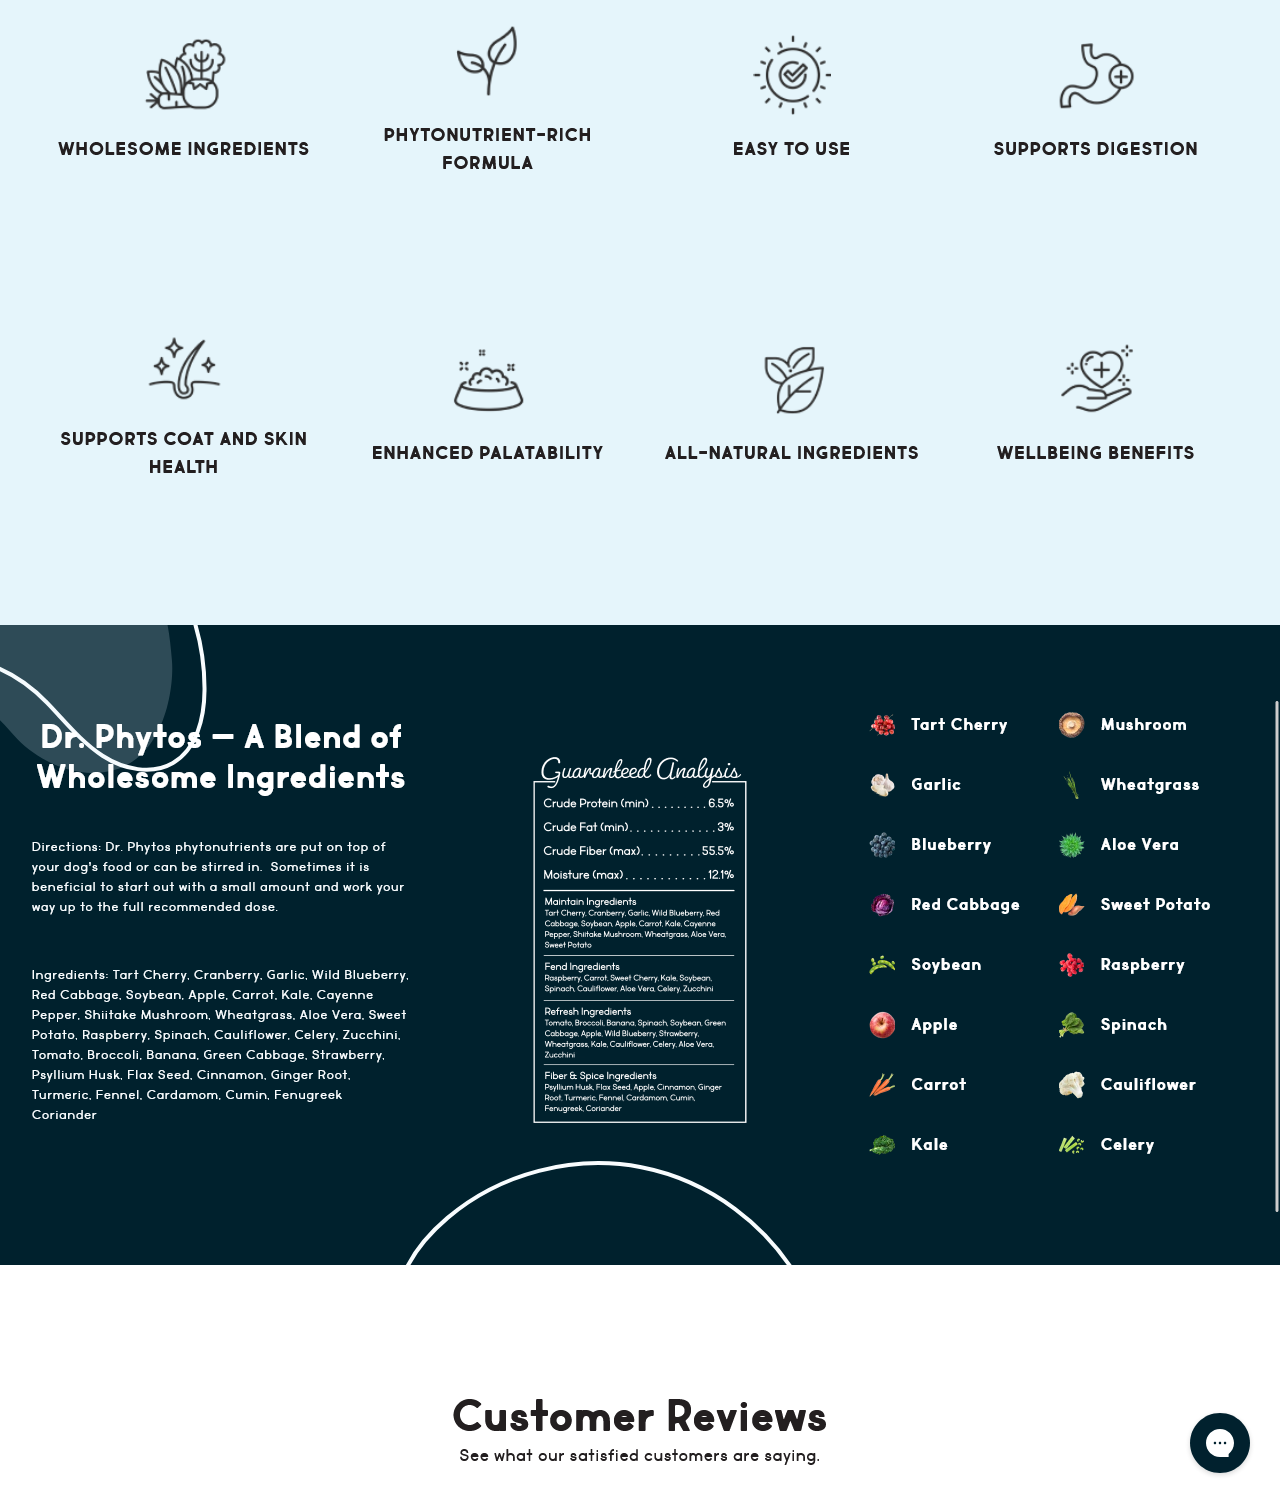 WHOLESOME INGREDIENTS
PHYTONUTRIENT-RICH
FORMULA
EASY TO USE
SUPPORTS DIGESTION
SUPPORTS COAT AND SKIN
HEALTH
ENHANCED PALATABILITY
ALL-NATURAL INGREDIENTS
WELLBEING BENEFITS
Dr. Phytos – A Blend of
Wholesome Ingredients
Directions: Dr. Phytos phytonutrients are put on top of
your dog's food or can be stirred in. Sometimes it is
beneficial to start out with a small amount and work your
way up to the full recommended dose.
Ingredients: Tart Cherry, Cranberry, Garlic, Wild Blueberry,
Red Cabbage, Soybean, Apple, Carrot, Kale, Cayenne
Pepper, Shiitake Mushroom, Wheatgrass, Aloe Vera, Sweet
Potato, Raspberry, Spinach, Cauliflower, Celery, Zucchini,
Tomato, Broccoli, Banana, Green Cabbage, Strawberry,
Psyllium Husk, Flax Seed, Cinnamon, Ginger Root,
Turmeric, Fennel, Cardamom, Cumin, Fenugreek
Coriander
Guaranteed Analysis
Crude Protein (min).........6.5%
Crude Fat (min).............3%
Crude Fiber (max).........55.5%
Moisture (max)............12.1%
Maintain Ingredients
Tart Cherry, Cranberry, Garlic, Wild Blueberry, Red
Cabbage, Soybean, Apple, Carrot, Kale, Cayenne
Pepper, Shiitake Mushroom, Wheatgrass, Aloe Vera,
Sweet Potato
Fend Ingredients
Raspberry, Carrot, Sweet Cherry, Kale, Soybean,
Spinach, Cauliflower, Aloe Vera, Celery, Zucchini
Refresh Ingredients
Tomato, Broccoli, Banana, Spinach, Soybean, Green
Cabbage, Apple, Wild Blueberry, Strawberry,
Wheatgrass, Kale, Cauliflower, Celery, Aloe Vera,
Zucchini
Fiber & Spice Ingredients
Psyllium Husk, Flax Seed, Apple, Cinnamon, Ginger
Root, Turmeric, Fennel, Cardamom, Cumin,
Fenugreek, Coriander
Tart Cherry
Mushroom
Garlic
Wheatgrass
Blueberry
Aloe Vera
Red Cabbage
Sweet Potato
Soybean
Raspberry
Apple
Spinach
Carrot
Cauliflower
Kale
Celery
Customer Reviews
See what our satisfied customers are saying.